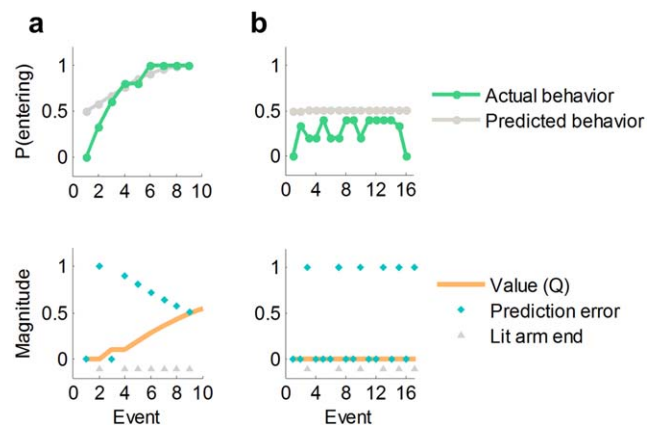 a
b
P(entering)
1
0.5
0
0 2 4 6 8 10
1
0.5
0
0 4 8 12 16
Actual behavior
Predicted behavior
Magnitude
1
0.5
0
0 2 4 6 8 10
Event
1
0.5
0
0 4 8 12 16
Event
Value (Q)
Prediction error
Lit arm end